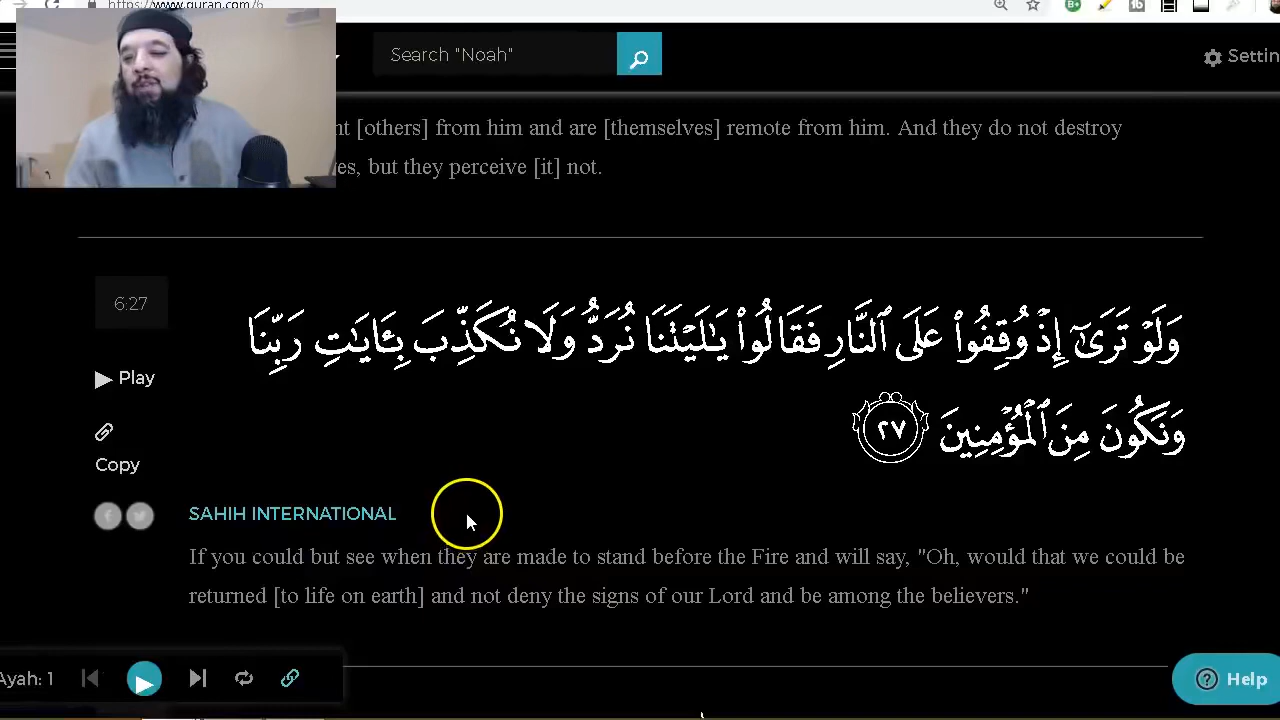 https://www.quran.com/6
Search "Noah"
[others] from him and are [themselves] remote from him. And they do not destroy
but they perceive [it] not.
6:27
وَلَوْ تَرَىٰٓ إِذْ وُقِفُوا۟ عَلَى ٱلنَّارِ فَقَالُوا۟ يَـٰلَيْتَنَا نُرَدُّ وَلَا نُكَذِّبَ بِـَٔايَـٰتِ رَبِّنَا
وَنَكُونَ مِنَ ٱلْمُؤْمِنِينَ ٢٧
Play
Copy
SAHIH INTERNATIONAL
If you could but see when they are made to stand before the Fire and will say, "Oh, would that we could be
returned [to life on earth] and not deny the signs of our Lord and be among the believers."
Ayah: 1
Help